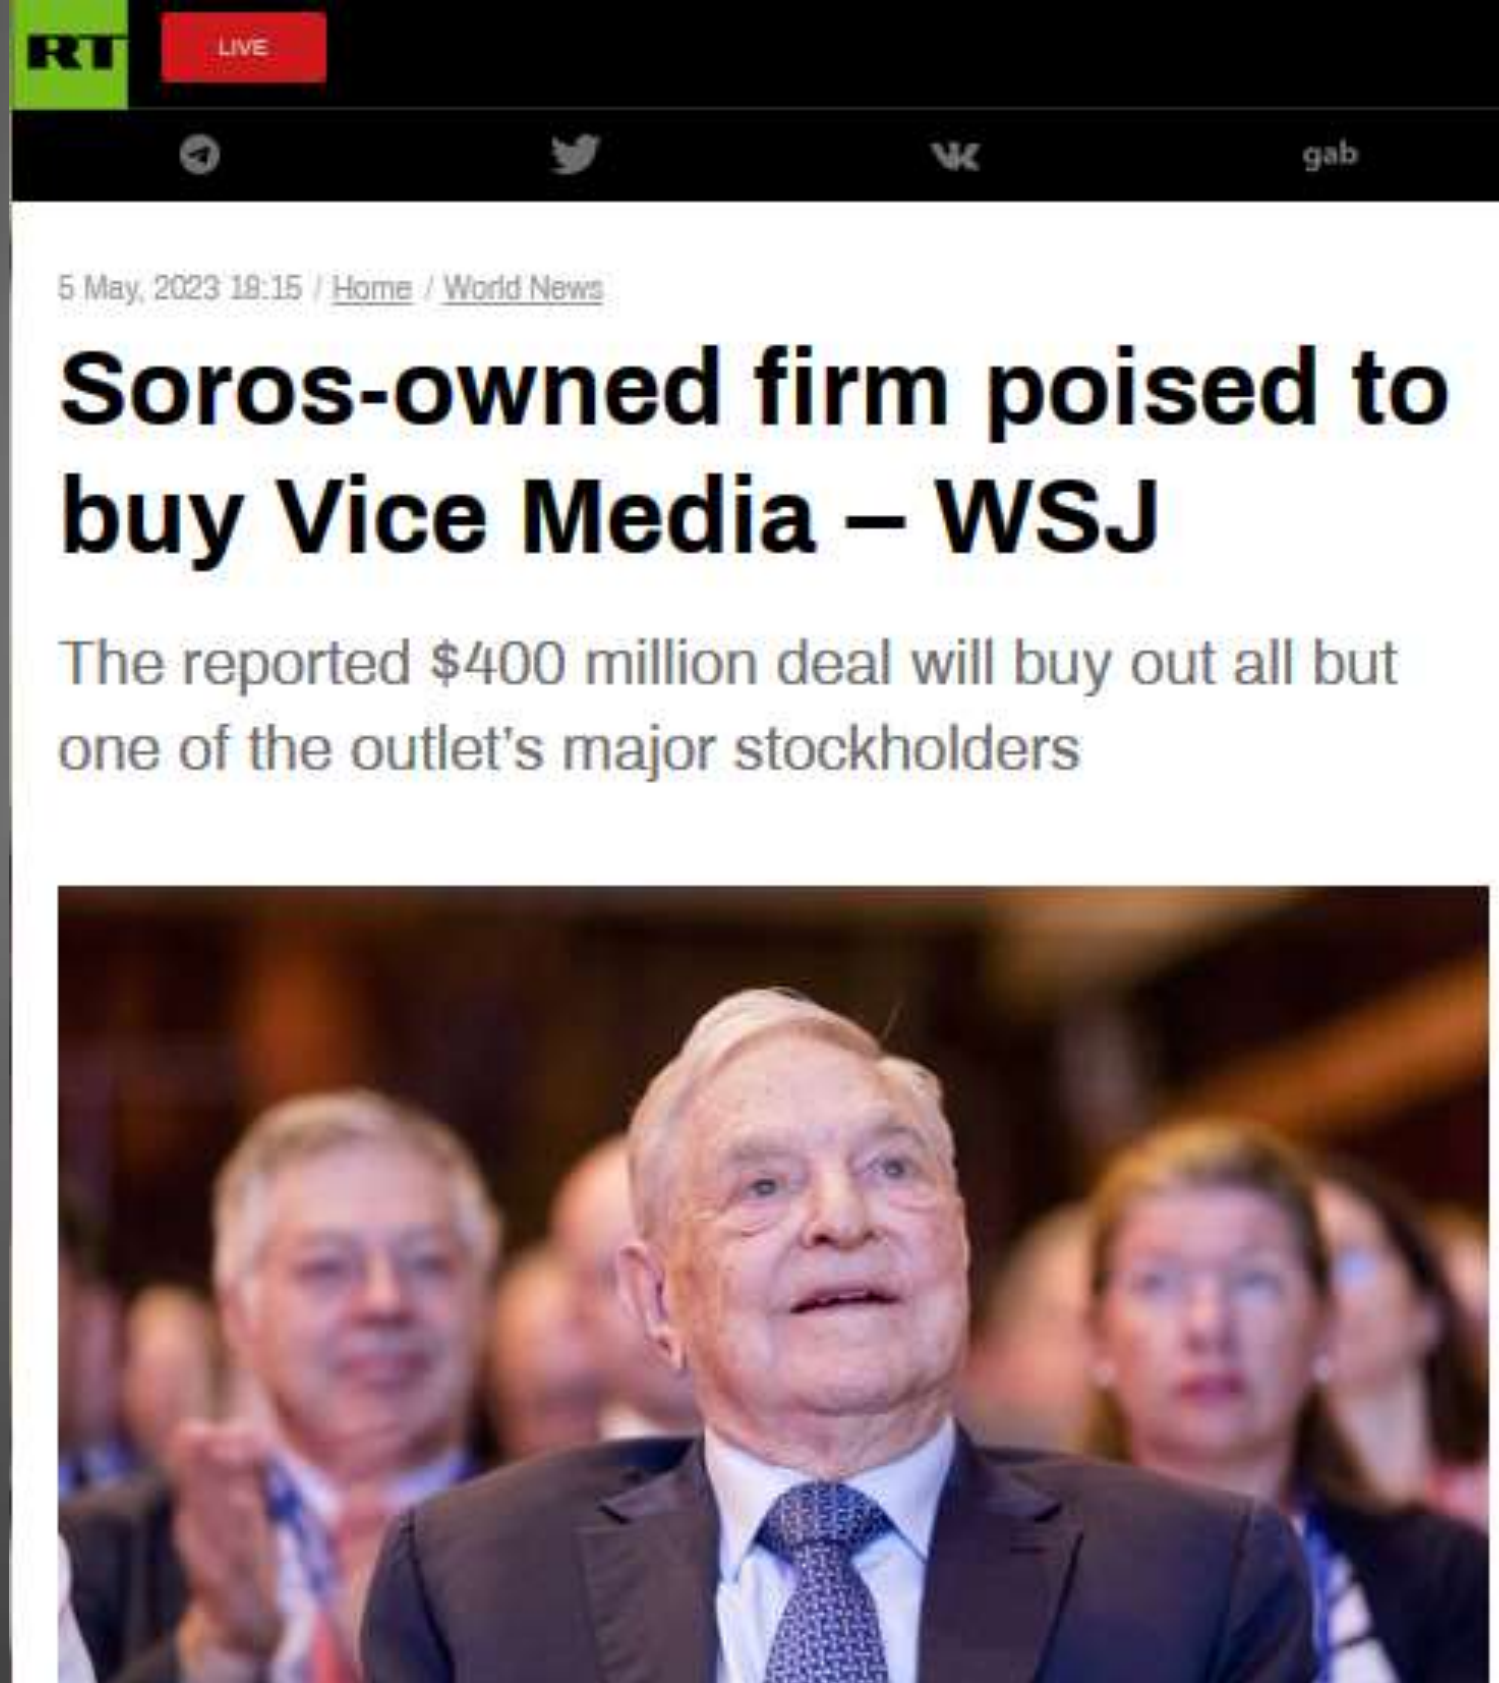 RT
LIVE
gab
5 May, 2023 18:15 / Home / World News
Soros-owned firm poised to
buy Vice Media – WSJ
The reported $400 million deal will buy out all but
one of the outlet’s major stockholders